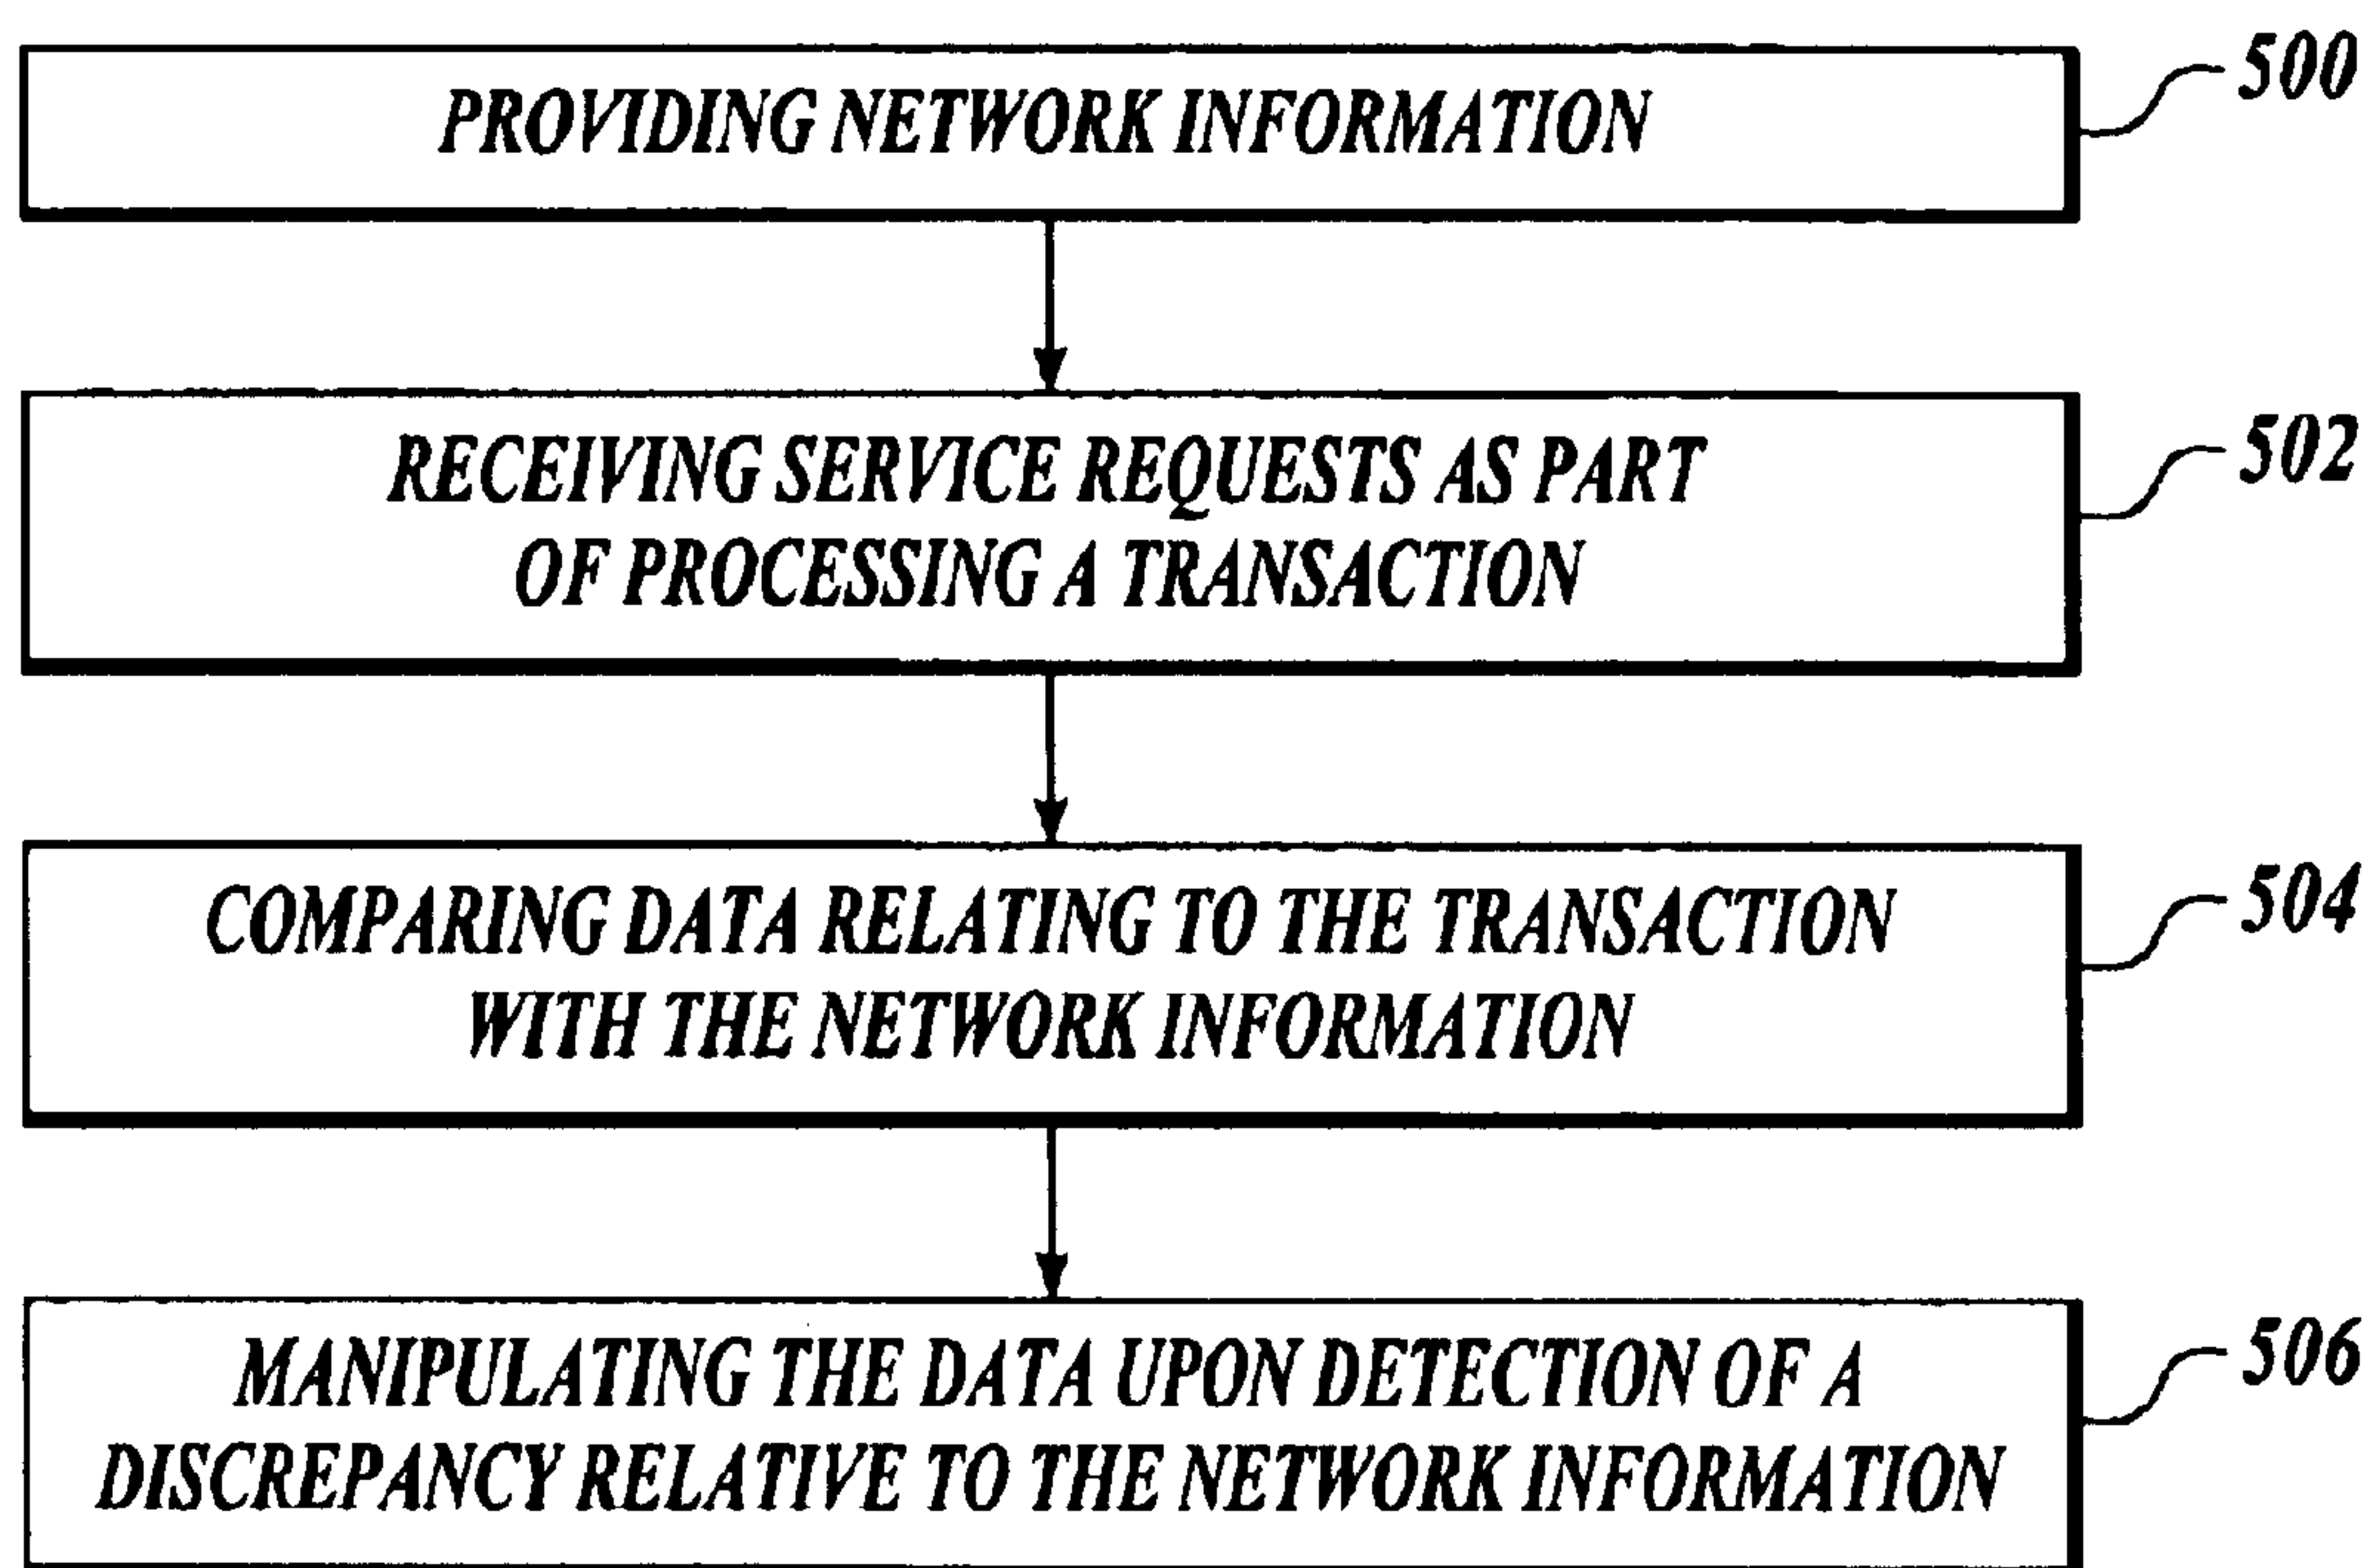 PROVIDING NETWORK INFORMATION
500
RECEIVING SERVICE REQUESTS AS PART
OF PROCESSING A TRANSACTION
502
COMPARING DATA RELATING TO THE TRANSACTION
WITH THE NETWORK INFORMATION
504
MANIPULATING THE DATA UPON DETECTION OF A
DISCREPANCY RELATIVE TO THE NETWORK INFORMATION
506